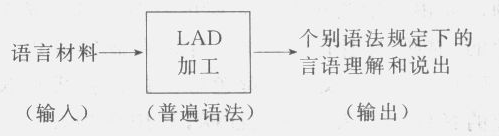 语言材料
LAD
加工
个别语法规定下的
言语理解和说出
（输入）
（普遍语法）
（输出）